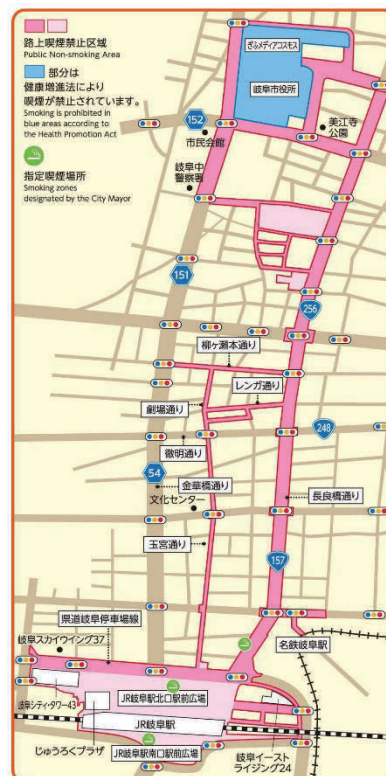 路上喫煙禁止区域
Public Non-smoking Area
部分は
健康増進法により
喫煙が禁止されています。
Smoking is prohibited in
blue areas according to
the Health Promotion Act
指定喫煙場所
Smoking zones
designated by the City Mayor
ぎふメディアコスモス
岐阜市役所
152
市民会館
美江寺
公園
岐阜中
警察署
151
256
柳ヶ瀬本通り
レンガ通り
劇場通り
248
徹明通り
54
金華橋通り
文化センター
長良橋通り
玉宮通り
157
県道岐阜停車場線
名鉄岐阜駅
岐阜スカイウイング37
JR岐阜駅北口駅前広場
岐阜シティ・タワー43
JR岐阜駅
じゅうろくプラザ
JR岐阜駅南口駅前広場
岐阜イースト
ライジング24